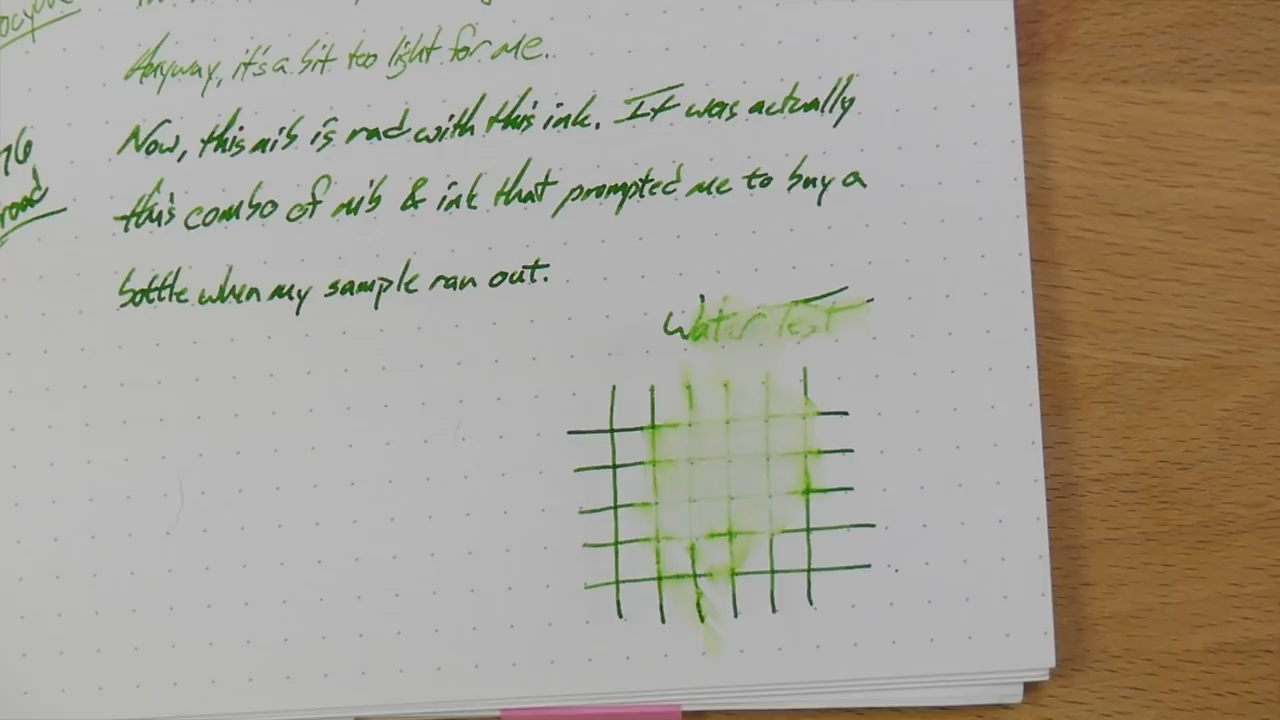 Anyway, it's a bit too light for me.
Now, this nib is rad with this ink. It was actually
this combo of nib & ink that prompted me to buy a
bottle when my sample ran out.
Water Test